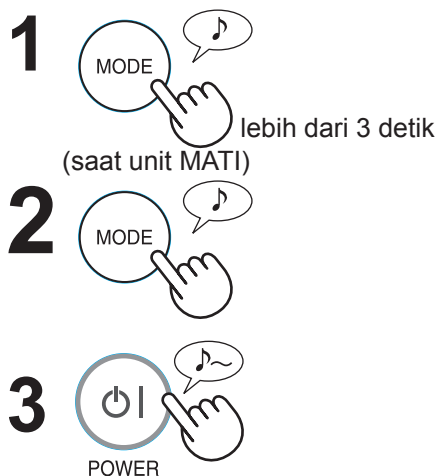 1
MODE
lebih dari 3 detik
(saat unit MATI)
2
MODE
3
POWER